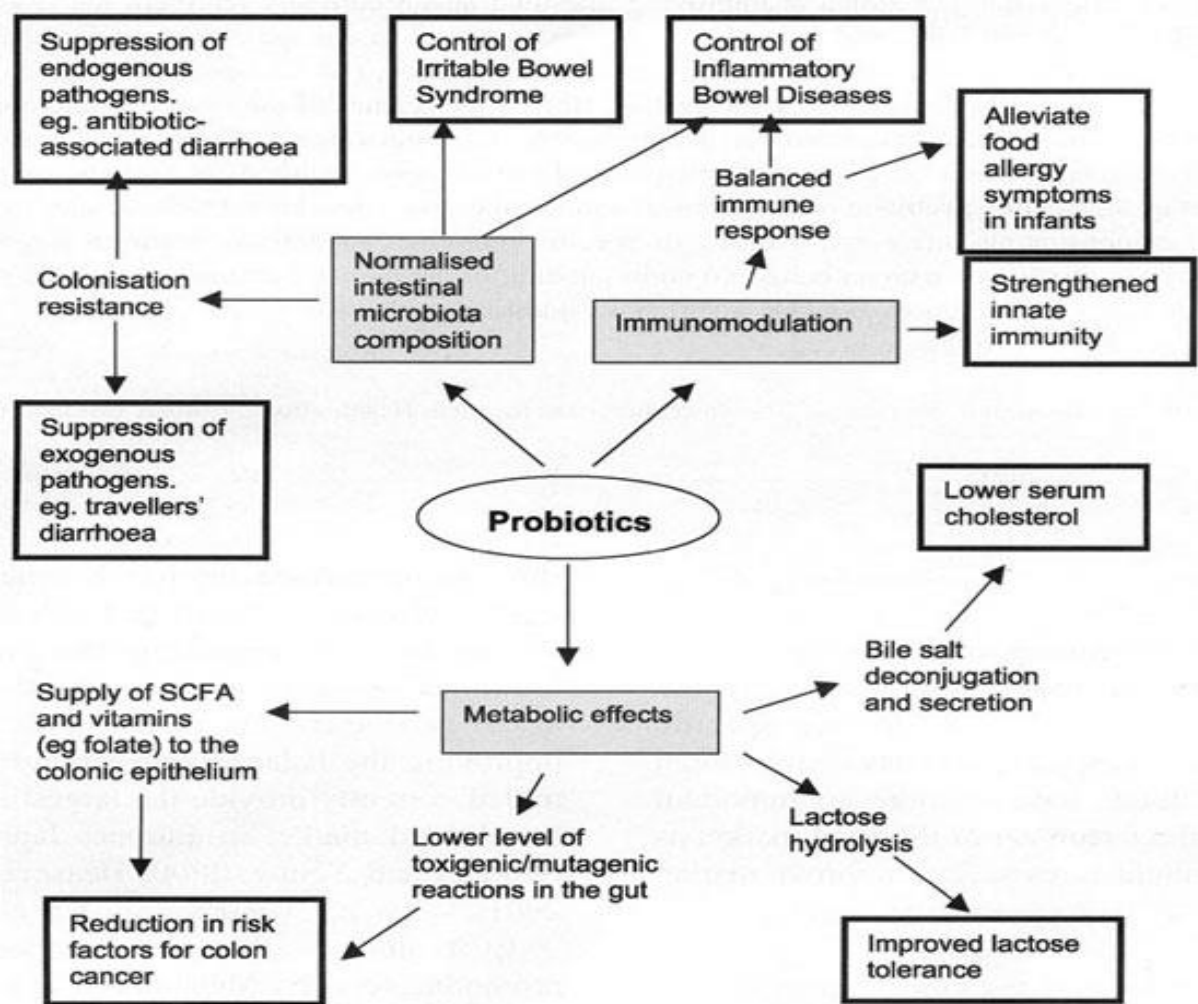 Suppression of
endogenous
pathogens.
eg. antibiotic-
associated diarrhoea
Control of
Irritable Bowel
Syndrome
Control of
Inflammatory
Bowel Diseases
Alleviate
food
allergy
symptoms
in infants
Balanced
immune
response
Colonisation
resistance
Normalised
intestinal
microbiota
composition
Immunomodulation
Strengthened
innate
immunity
Suppression of
exogenous
pathogens.
eg. travellers'
diarrhoea
Probiotics
Lower serum
cholesterol
Bile salt
deconjugation
and secretion
Supply of SCFA
and vitamins
(eg folate) to the
colonic epithelium
Metabolic effects
Lower level of
toxigenic/mutagenic
reactions in the gut
Lactose
hydrolysis
Reduction in risk
factors for colon
cancer
Improved lactose
tolerance